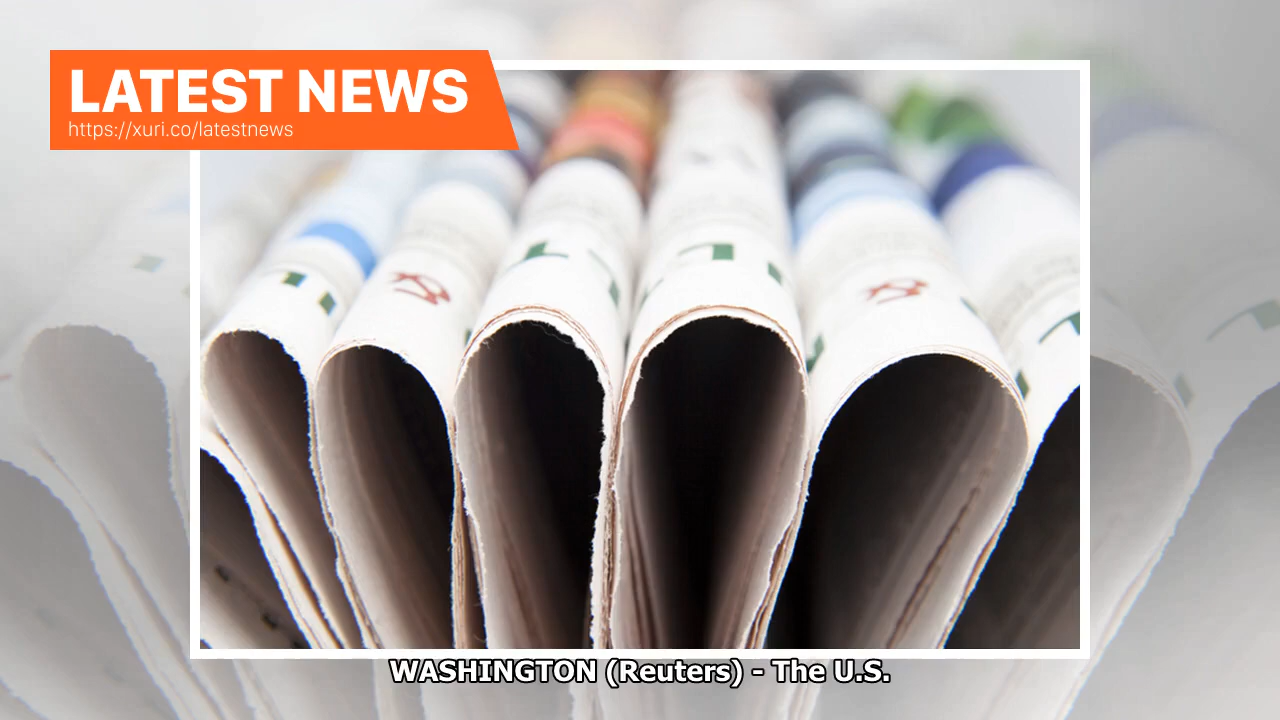 LATEST NEWS
https://xuri.co/latestnews
WASHINGTON (Reuters) - The U.S.